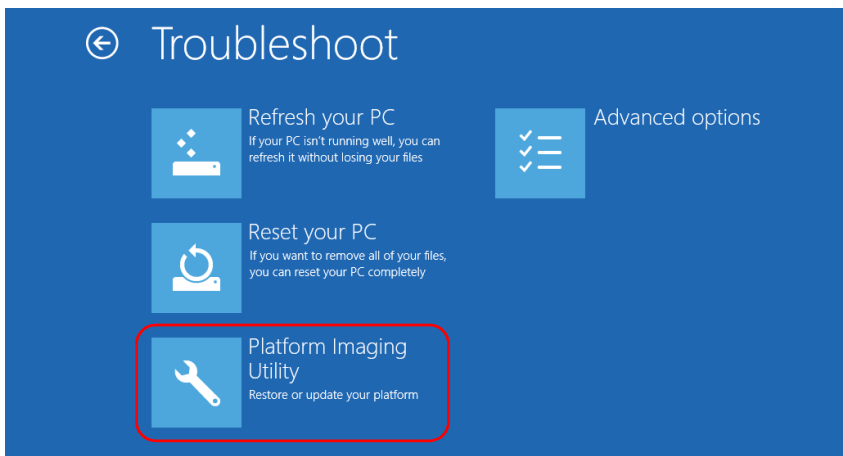 Troubleshoot
Refresh your PC
If your PC isn't running well, you can
refresh it without losing your files
Reset your PC
If you want to remove all of your files,
you can reset your PC completely
Platform Imaging
Utility
Restore or update your platform
Advanced options